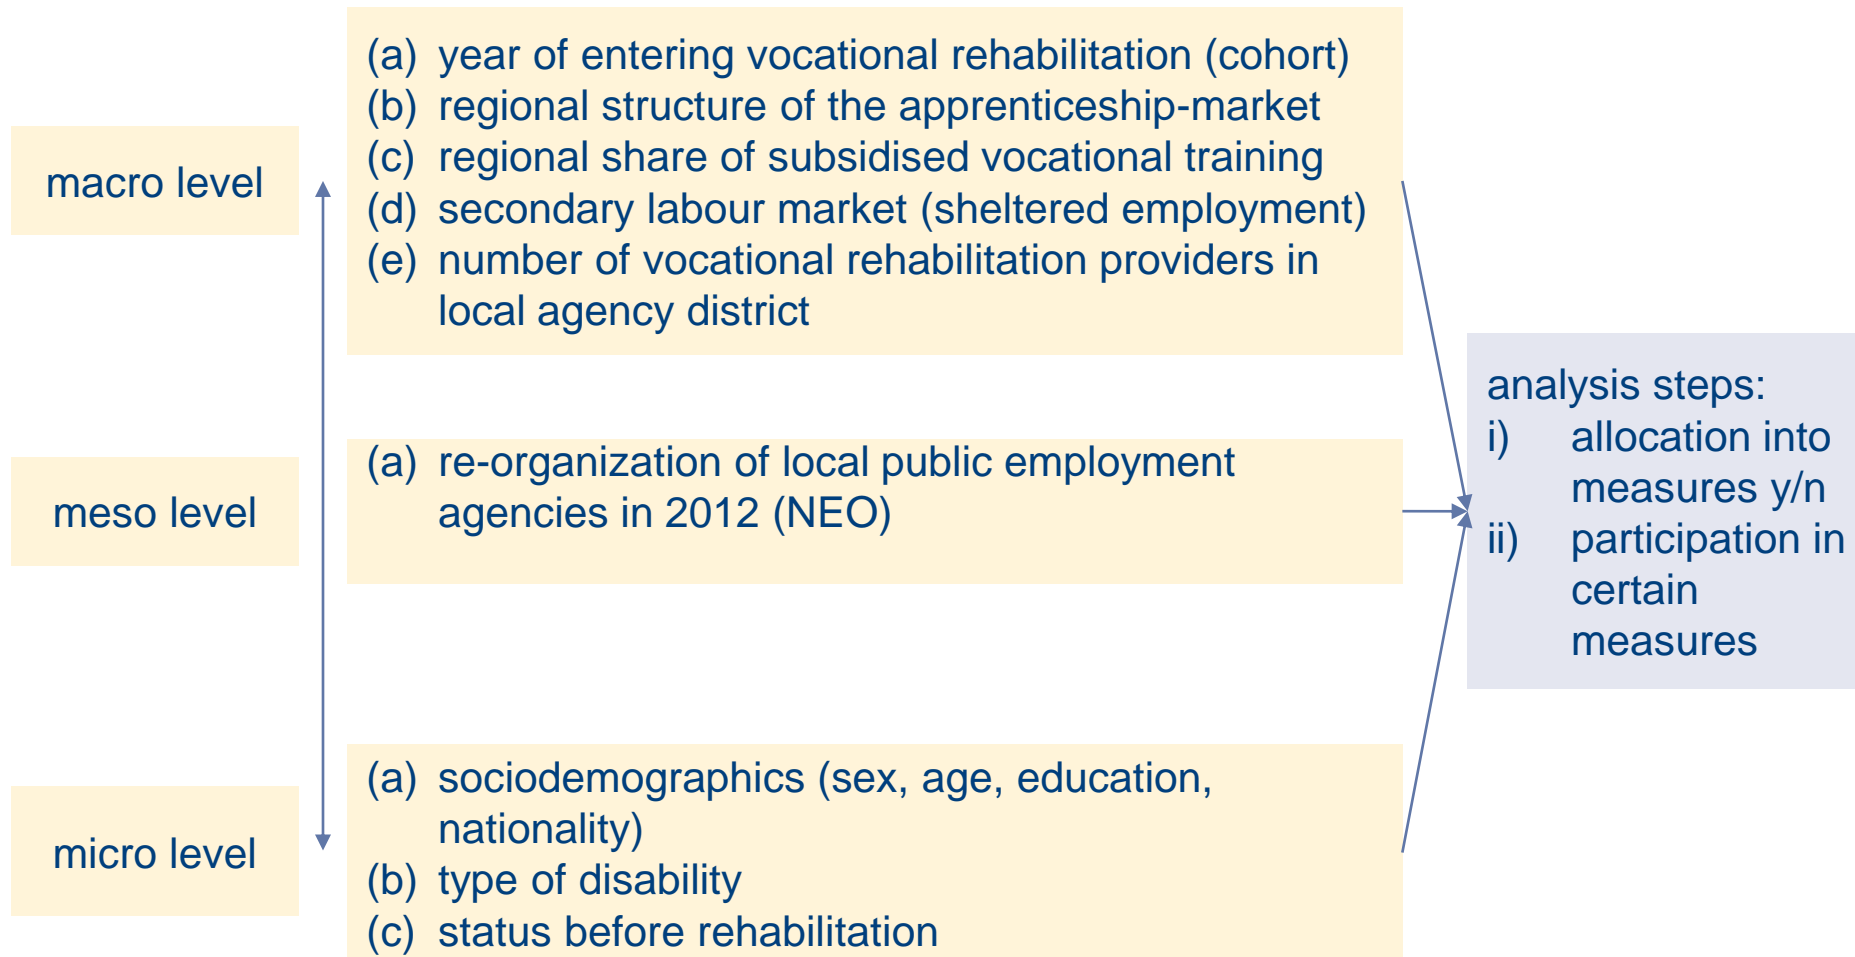 macro level
(a) year of entering vocational rehabilitation (cohort)
(b) regional structure of the apprenticeship-market
(c) regional share of subsidised vocational training
(d) secondary labour market (sheltered employment)
(e) number of vocational rehabilitation providers in
local agency district
meso level
(a) re-organization of local public employment
agencies in 2012 (NEO)
micro level
(a) sociodemographics (sex, age, education,
nationality)
(b) type of disability
(c) status before rehabilitation
analysis steps:
i) allocation into
measures y/n
ii) participation in
certain
measures